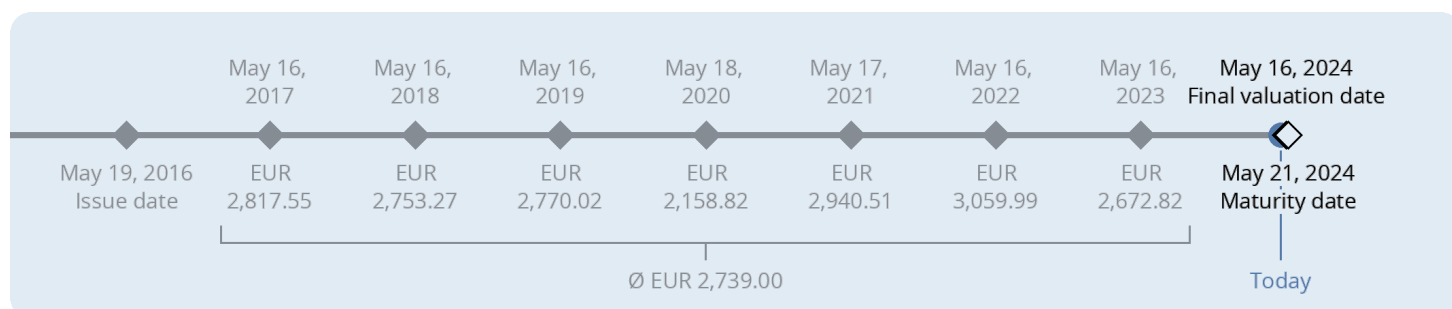 May 16,
2017
May 16,
2018
May 16,
2019
May 18,
2020
May 17,
2021
May 16,
2022
May 16,
2023
May 16, 2024
Final valuation date
May 19, 2016
Issue date
EUR
2,817.55
EUR
2,753.27
EUR
2,770.02
EUR
2,158.82
EUR
2,940.51
EUR
3,059.99
EUR
2,672.82
May 21, 2024
Maturity date
Ø EUR 2,739.00
Today